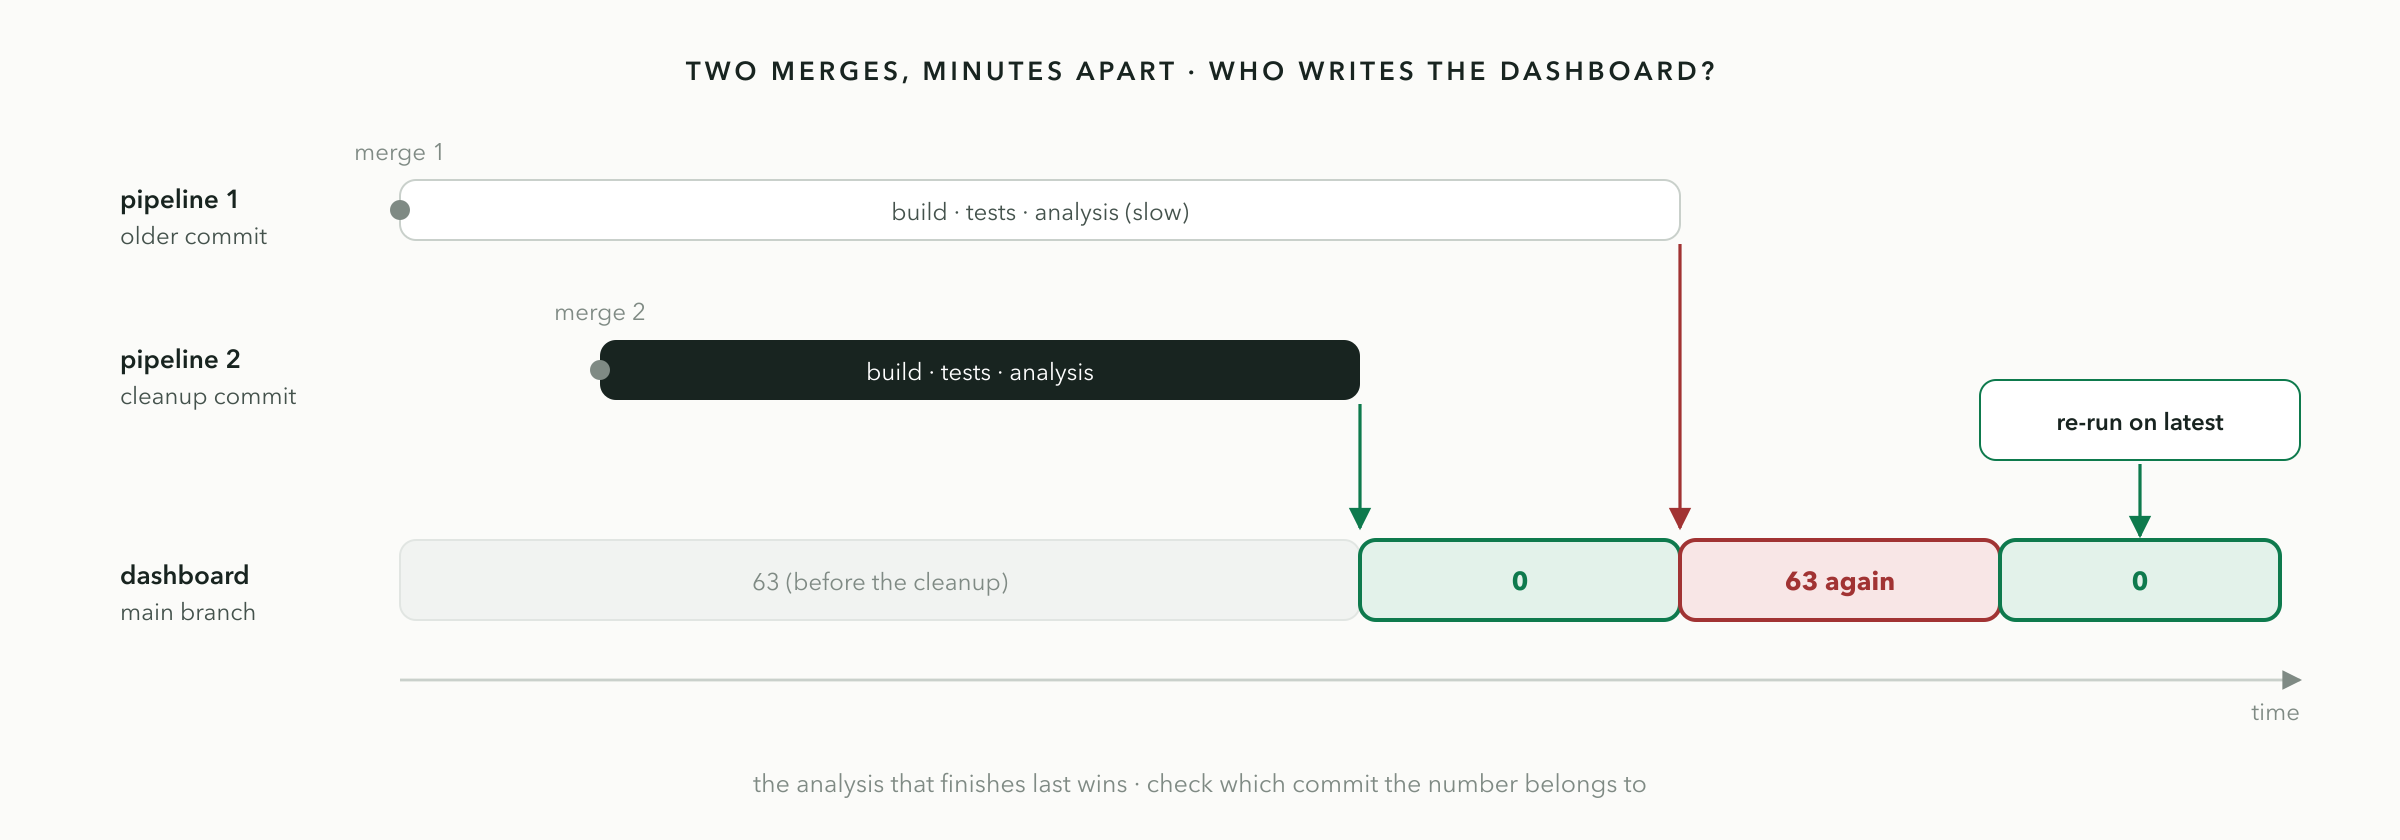 TWO MERGES, MINUTES APART · WHO WRITES THE DASHBOARD?
merge 1
pipeline 1
older commit
build · tests · analysis (slow)
merge 2
pipeline 2
cleanup commit
build · tests · analysis
re-run on latest
dashboard
main branch
63 (before the cleanup)
0
63 again
0
time
the analysis that finishes last wins · check which commit the number belongs to